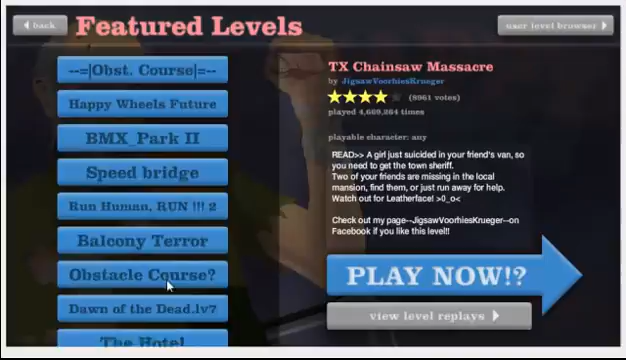 back
Featured Levels
user level browser
--=|Obst. Course|=--
Happy Wheels Future
BMX_Park II
Speed bridge
Run Human, RUN !!! 2
Balcony Terror
Obstacle Course?
Dawn of the Dead.lv7
The Hotel
TX Chainsaw Massacre
by JigsawVoorhiesKrueger
(8961 votes)
played 4,669,264 times
playable character: any
READ>> A girl just suicided in your friend's van, so
you need to get the town sheriff.
Two of your friends are missing in the local
mansion, find them, or just run away for help.
Watch out for Leatherface! >0_o<
Check out my page--JigsawVoorhiesKrueger--on
Facebook if you like this level!!
PLAY NOW!?
view level replays